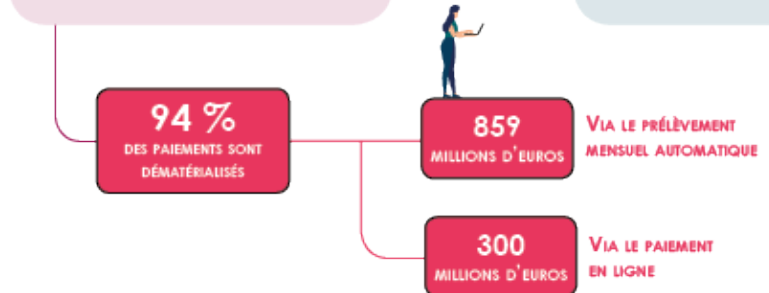 94 %
DES PAIEMENTS SONT
DÉMATÉRIALISÉS
859
MILLIONS D'EUROS
VIA LE PRÉLÈVEMENT
MENSUEL AUTOMATIQUE
300
MILLIONS D'EUROS
VIA LE PAIEMENT
EN LIGNE